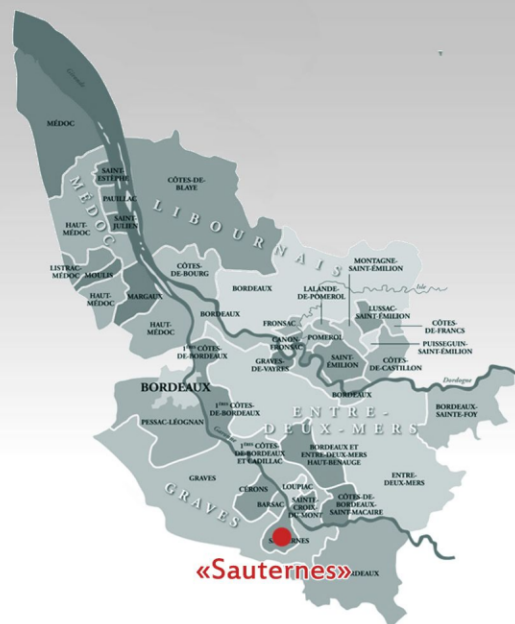 Gironde
MÉDOC
SAINT-
ESTÈPHE
PAUILLAC
SAINT-
JULIEN
MÉDOC
HAUT-
MÉDOC
LISTRAC-
MÉDOC
MOULIS
HAUT-
MÉDOC
MARGAUX
HAUT-
MÉDOC
CÔTES-DE-
BLAYE
LIBOURNAIS
CÔTES-
DE-BOURG
BORDEAUX
BORDEAUX
MONTAGNE-
SAINT-ÉMILION
LALANDE-
DE-POMEROL
Isle
LUSSAC-
SAINT ÉMILION
CÔTES-
DE-FRANCS
PUISSEGUIN-
SAINT-ÉMILION
FRONSAC
CANON-
FRONSAC
POMEROL
SAINT-
ÉMILION
CÔTES-
DE-CASTILLON
GRAVES-
DE-VAYRES
1ÈRES CÔTES-
DE-BORDEAUX
BORDEAUX
Dordogne
BORDEAUX
1ÈRES CÔTES-
DE-BORDEAUX
ENTRE-
DEUX-MERS
BORDEAUX-
SAINTE-FOY
PESSAC-LÉOGNAN
1ÈRES CÔTES-
DE-BORDEAUX
ET CADILLAC
BORDEAUX ET
ENTRE-DEUX-MERS
HAUT-BENAUGE
ENTRE-
DEUX-MERS
GRAVES
GRAVES
CÉRONS
LOUPIAC
BARSAC
SAINTE-
CROIX
DU MONT
CÔTES-DE-
BORDEAUX-
SAINT-MACAIRE
«Sauternes»